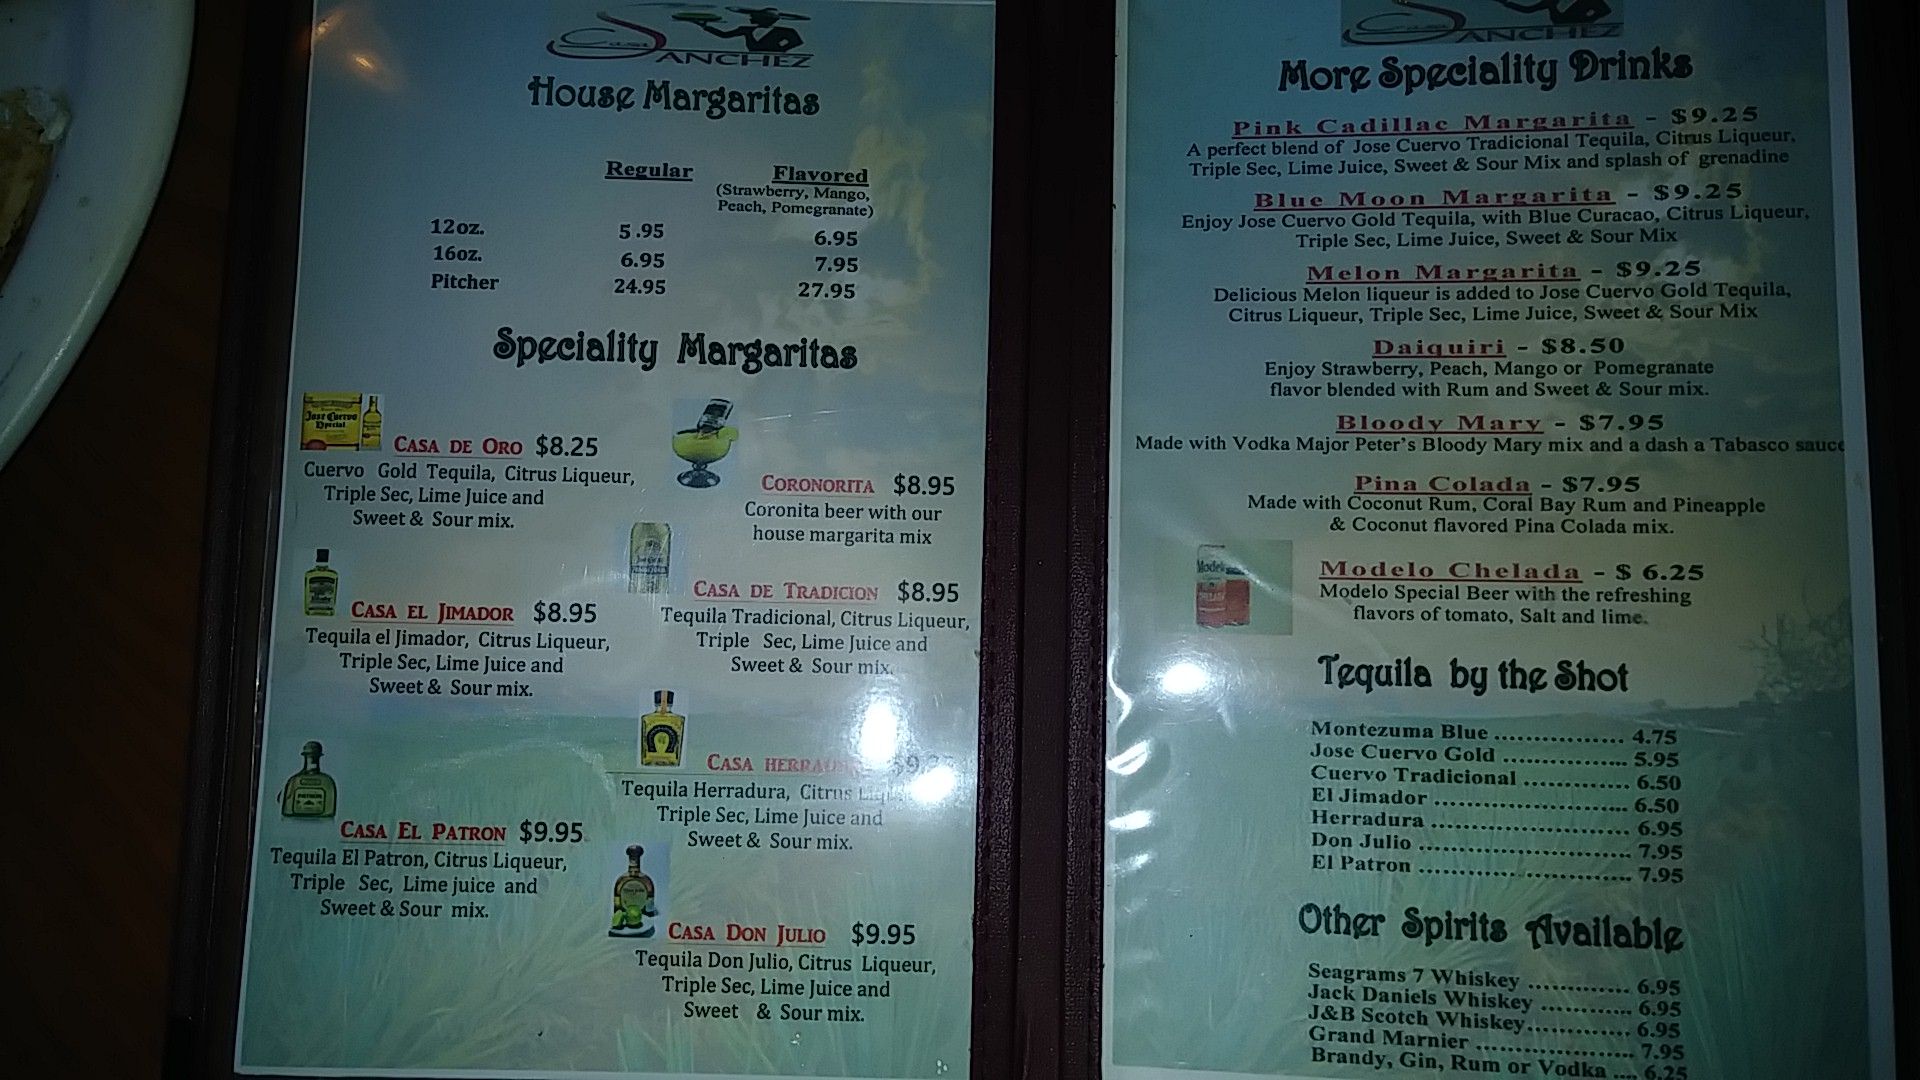 Casa
SANCHEZ
House Margaritas
Regular
Flavored
(Strawberry, Mango,
Peach, Pomegranate)
12oz. 5.95 6.95
16oz. 6.95 7.95
Pitcher 24.95 27.95
Speciality Margaritas
Jose Cuervo
Especial
CASA DE ORO $8.25
Cuervo Gold Tequila, Citrus Liqueur,
Triple Sec, Lime Juice and
Sweet & Sour mix.
CORONORITA $8.95
Coronita beer with our
house margarita mix
CASA EL JIMADOR $8.95
Tequila el Jimador, Citrus Liqueur,
Triple Sec, Lime Juice and
Sweet & Sour mix.
CASA DE TRADICION $8.95
Tequila Tradicional, Citrus Liqueur,
Triple Sec, Lime Juice and
Sweet & Sour mix.
CASA HERRADURA
Tequila Herradura, Citrus Liqueur,
Triple Sec, Lime Juice and
Sweet & Sour mix.
PATRON
CASA EL PATRON $9.95
Tequila El Patron, Citrus Liqueur,
Triple Sec, Lime juice and
Sweet & Sour mix.
CASA DON JULIO $9.95
Tequila Don Julio, Citrus Liqueur,
Triple Sec, Lime Juice and
Sweet & Sour mix.
Casa
SANCHEZ
More Speciality Drinks
Pink Cadillac Margarita - $9.25
A perfect blend of Jose Cuervo Tradicional Tequila, Citrus Liqueur,
Triple Sec, Lime Juice, Sweet & Sour Mix and splash of grenadine
Blue Moon Margarita - $9.25
Enjoy Jose Cuervo Gold Tequila, with Blue Curacao, Citrus Liqueur,
Triple Sec, Lime Juice, Sweet & Sour Mix
Melon Margarita - $9.25
Delicious Melon liqueur is added to Jose Cuervo Gold Tequila,
Citrus Liqueur, Triple Sec, Lime Juice, Sweet & Sour Mix
Daiquiri - $8.50
Enjoy Strawberry, Peach, Mango or Pomegranate
flavor blended with Rum and Sweet & Sour mix.
Bloody Mary - $7.95
Made with Vodka Major Peter's Bloody Mary mix and a dash a Tabasco sauce
Pina Colada - $7.95
Made with Coconut Rum, Coral Bay Rum and Pineapple
& Coconut flavored Pina Colada mix.
Modelo
Modelo Chelada - $ 6.25
Modelo Special Beer with the refreshing
flavors of tomato, Salt and lime.
Tequila by the Shot
Montezuma Blue ................ 4.75
Jose Cuervo Gold ............... 5.95
Cuervo Tradicional ............. 6.50
El Jimador ........................ 6.50
Herradura ........................ 6.95
Don Julio .......................... 7.95
El Patron .......................... 7.95
Other Spirits Available
Seagrams 7 Whiskey ............. 6.95
Jack Daniels Whiskey ............ 6.95
J&B Scotch Whiskey............. 6.95
Grand Marnier .................... 7.95
Brandy, Gin, Rum or Vodka .... 6.25